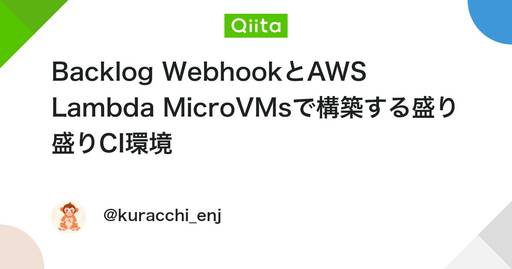 Qiita
Backlog WebhookとAWS
Lambda MicroVMsで構築する盛り
盛りCI環境
@kuracchi_enj